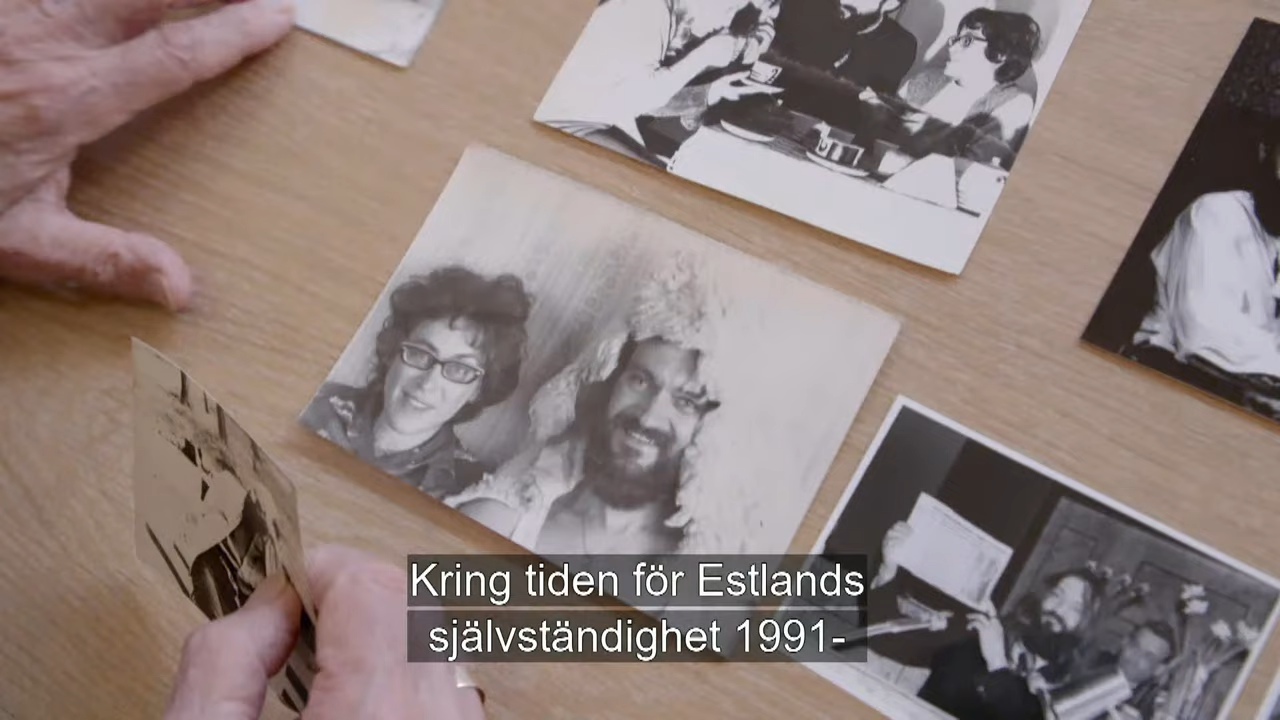 Kring tiden för Estlands
självständighet 1991-